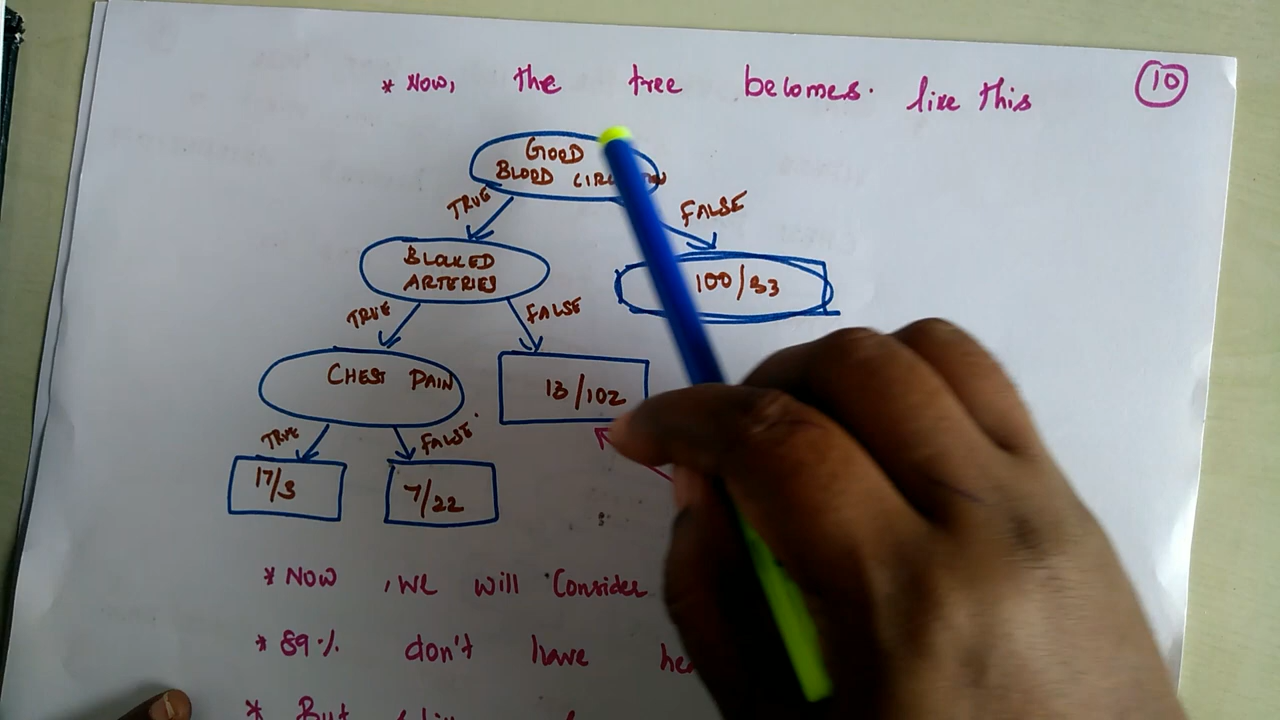 * Now, the tree becomes. like this
10
GOOD
BLOOD
TRUE
FALSE
BLOCKED
ARTERIES
100/33
TRUE
FALSE
CHEST PAIN
13/102
TRUE
FALSE
17/3
7/22
* Now , we will Consider
* 89% don't have
* But